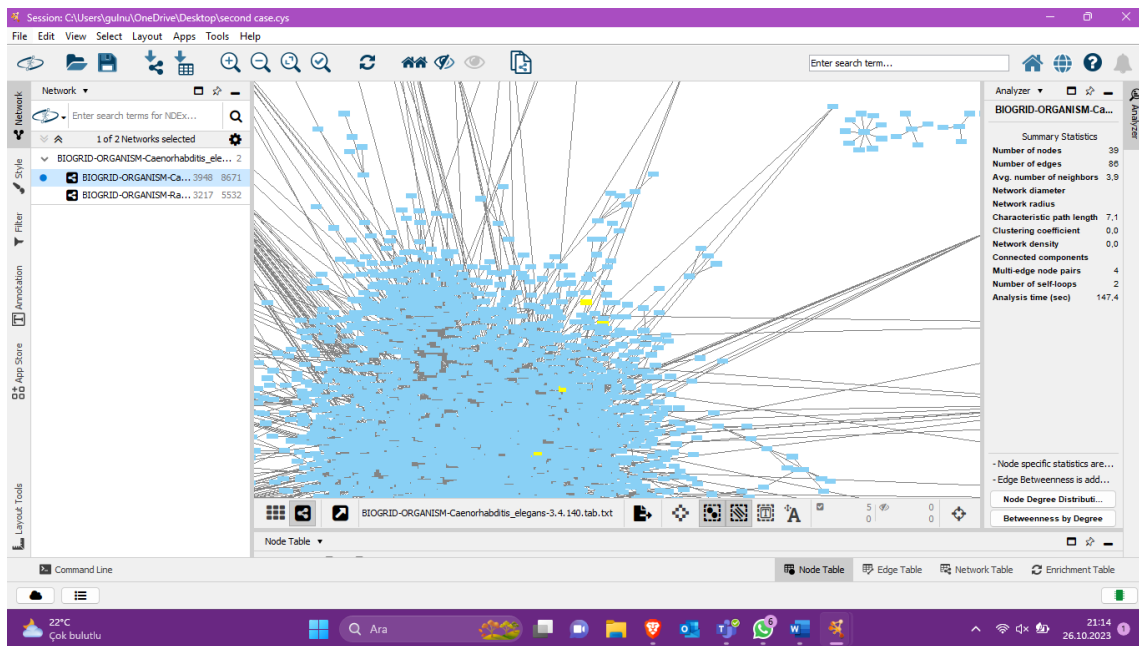 Session: C:\Users\gulnu\OneDrive\Desktop\second case.cys
File Edit View Select Layout Apps Tools Help
Enter search term...
Network
Style
Filter
Annotation
App Store
Layout Tools
Network
Enter search terms for NDEx...
1 of 2 Networks selected
BIOGRID-ORGANISM-Caenorhabditis_ele... 2
BIOGRID-ORGANISM-Ca... 3948 8671
BIOGRID-ORGANISM-Ra... 3217 5532
BIOGRID-ORGANISM-Caenorhabditis_elegans-3.4.140.tab.txt
A
5 0
0 0
Node Table
Analyzer
Analyzer
BIOGRID-ORGANISM-Ca...
Summary Statistics
Number of nodes 39
Number of edges 86
Avg. number of neighbors 3,9
Network diameter
Network radius
Characteristic path length 7,1
Clustering coefficient 0,0
Network density 0,0
Connected components
Multi-edge node pairs 4
Number of self-loops 2
Analysis time (sec) 147,4
- Node specific statistics are...
- Edge Betweenness is add...
Node Degree Distributi...
Betweenness by Degree
Command Line
Node Table Edge Table Network Table Enrichment Table
22°C
Çok bulutlu
Ara
6
21:14
26.10.2023
1